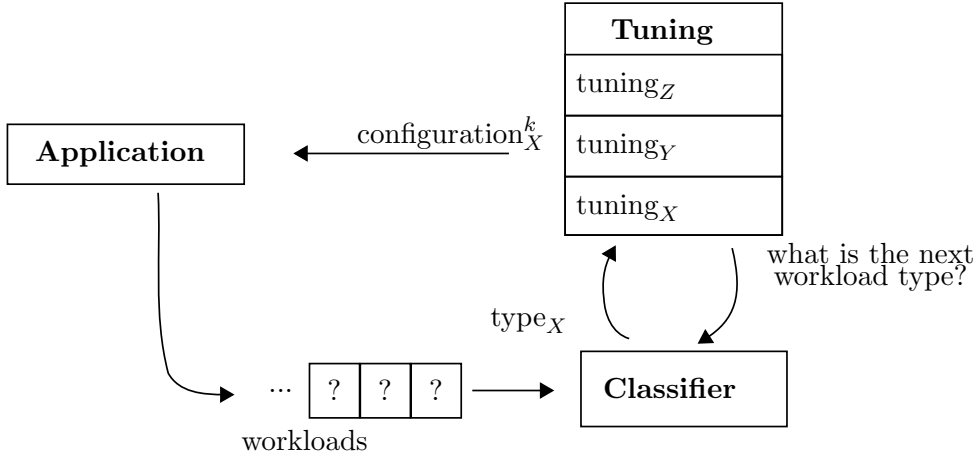 Tuning
tuning_Z
configuration^k_X
tuning_Y
Application
tuning_X
what is the next
workload type?
type_X
... ? ? ?
Classifier
workloads